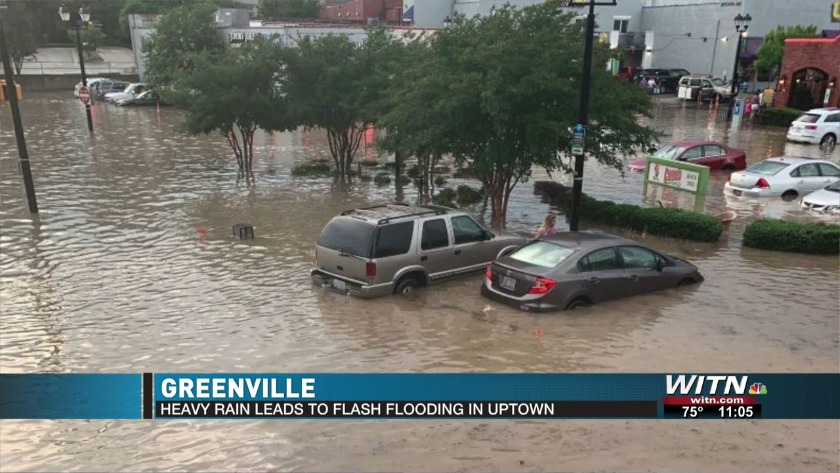 GREENVILLE
HEAVY RAIN LEADS TO FLASH FLOODING IN UPTOWN
WITN
witn.com
75° 11:05